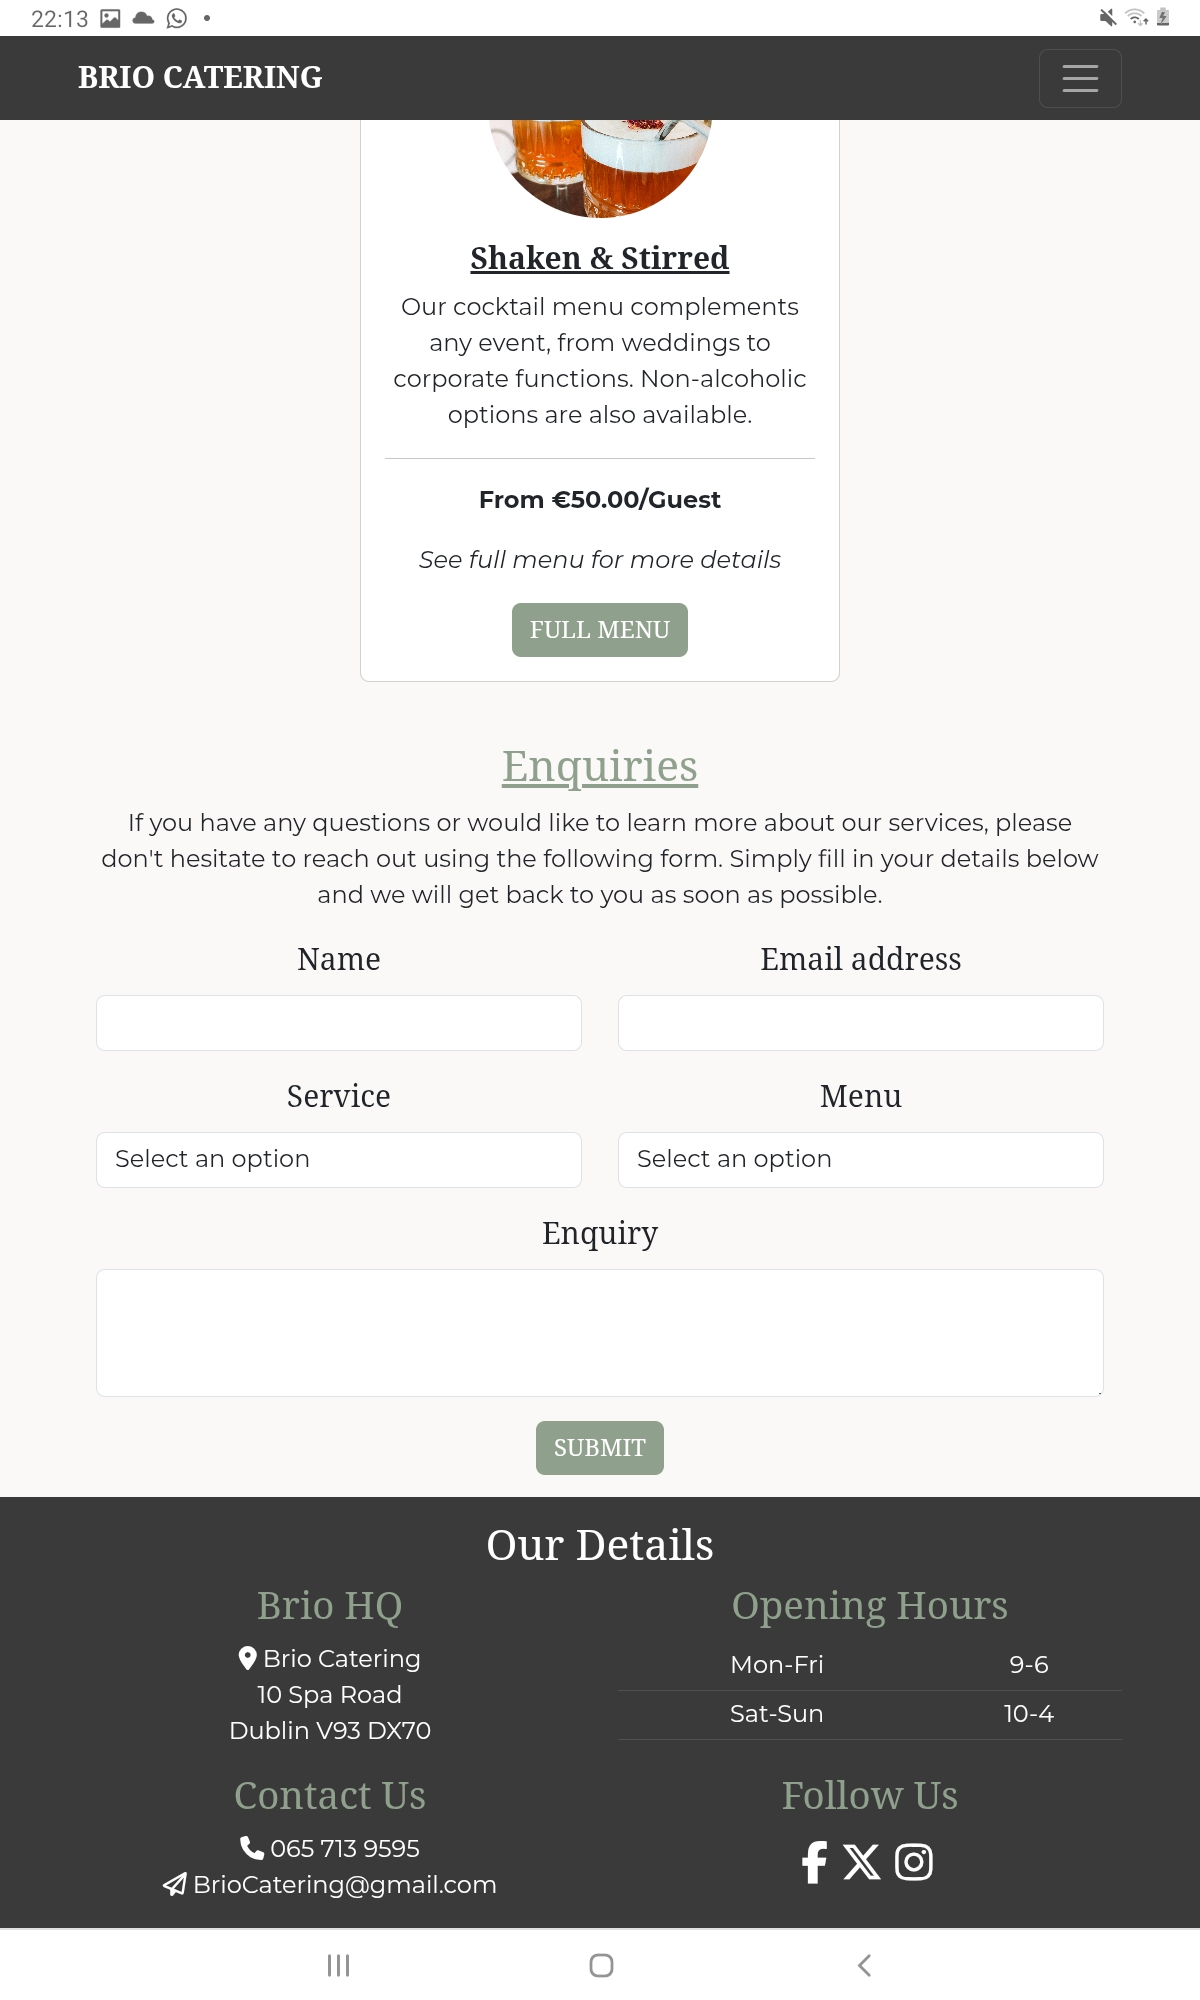 22:13
BRIO CATERING
Shaken & Stirred
Our cocktail menu complements
any event, from weddings to
corporate functions. Non-alcoholic
options are also available.
From €50.00/Guest
See full menu for more details
FULL MENU
Enquiries
If you have any questions or would like to learn more about our services, please
don't hesitate to reach out using the following form. Simply fill in your details below
and we will get back to you as soon as possible.
Name
Email address
Service
Menu
Select an option
Select an option
Enquiry
SUBMIT
Our Details
Brio HQ
Brio Catering
10 Spa Road
Dublin V93 DX70
Opening Hours
Mon-Fri 9-6
Sat-Sun 10-4
Contact Us
065 713 9595
BrioCatering@gmail.com
Follow Us